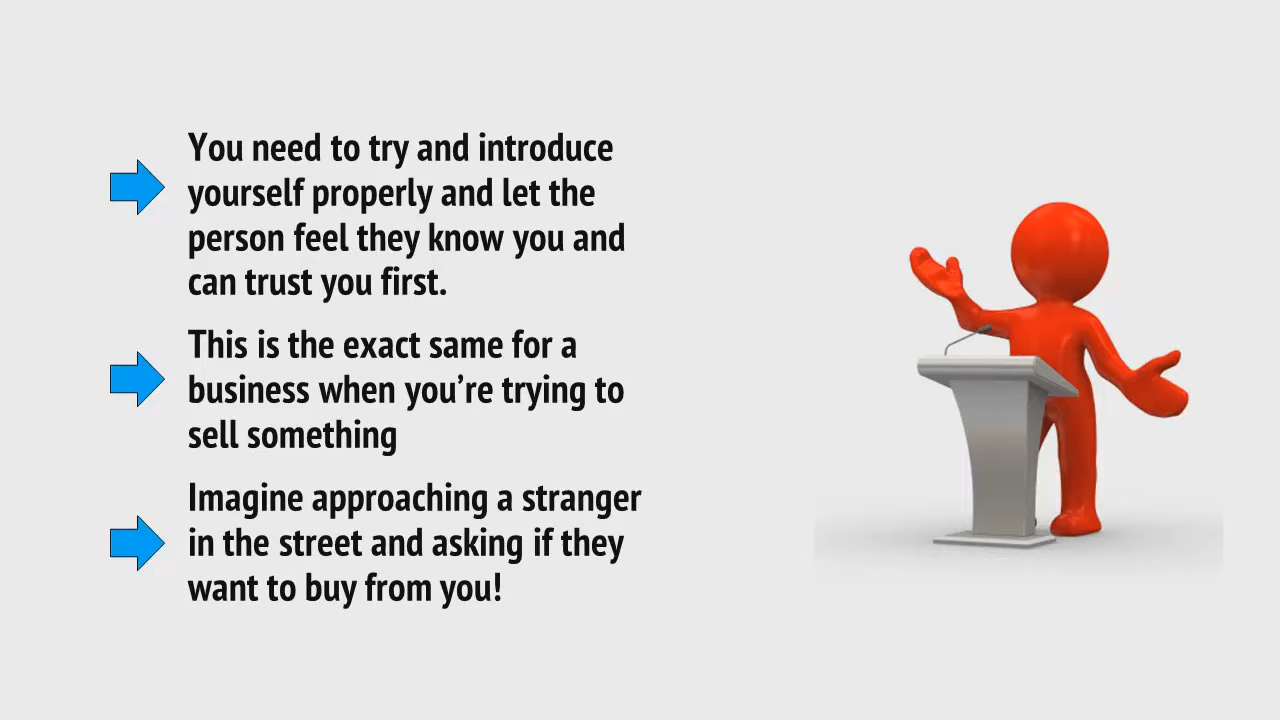 You need to try and introduce
yourself properly and let the
person feel they know you and
can trust you first.
This is the exact same for a
business when you’re trying to
sell something
Imagine approaching a stranger
in the street and asking if they
want to buy from you!